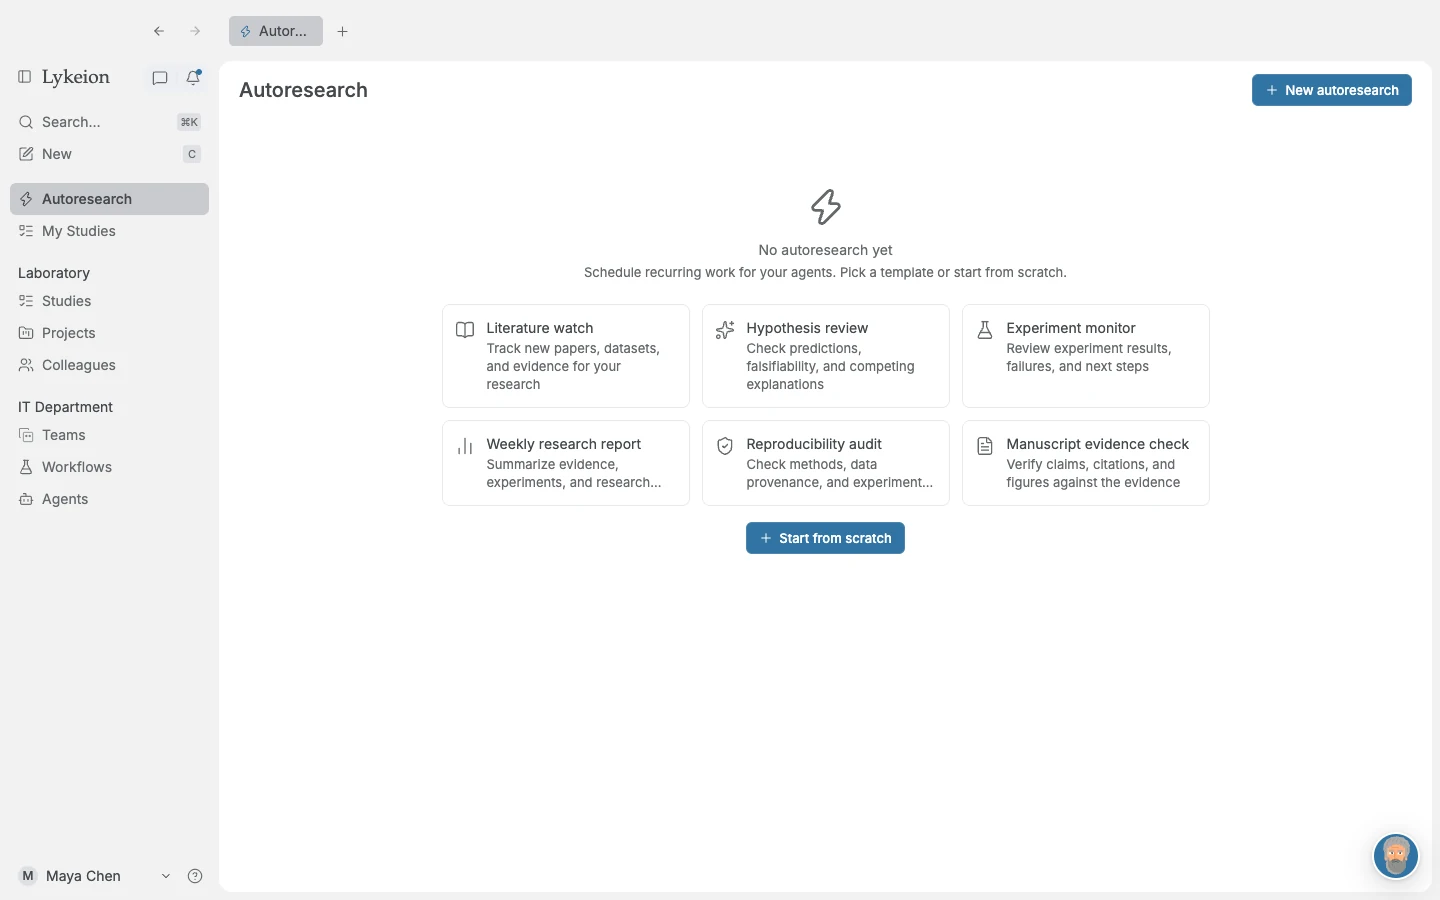 Autor...
Lykeion
Search...
⌘K
New
C
Autoresearch
My Studies
Laboratory
Studies
Projects
Colleagues
IT Department
Teams
Workflows
Agents
M
Maya Chen
Autoresearch
New autoresearch
No autoresearch yet
Schedule recurring work for your agents. Pick a template or start from scratch.
Literature watch
Track new papers, datasets,
and evidence for your
research
Hypothesis review
Check predictions,
falsifiability, and competing
explanations
Experiment monitor
Review experiment results,
failures, and next steps
Weekly research report
Summarize evidence,
experiments, and research...
Reproducibility audit
Check methods, data
provenance, and experiment...
Manuscript evidence check
Verify claims, citations, and
figures against the evidence
Start from scratch